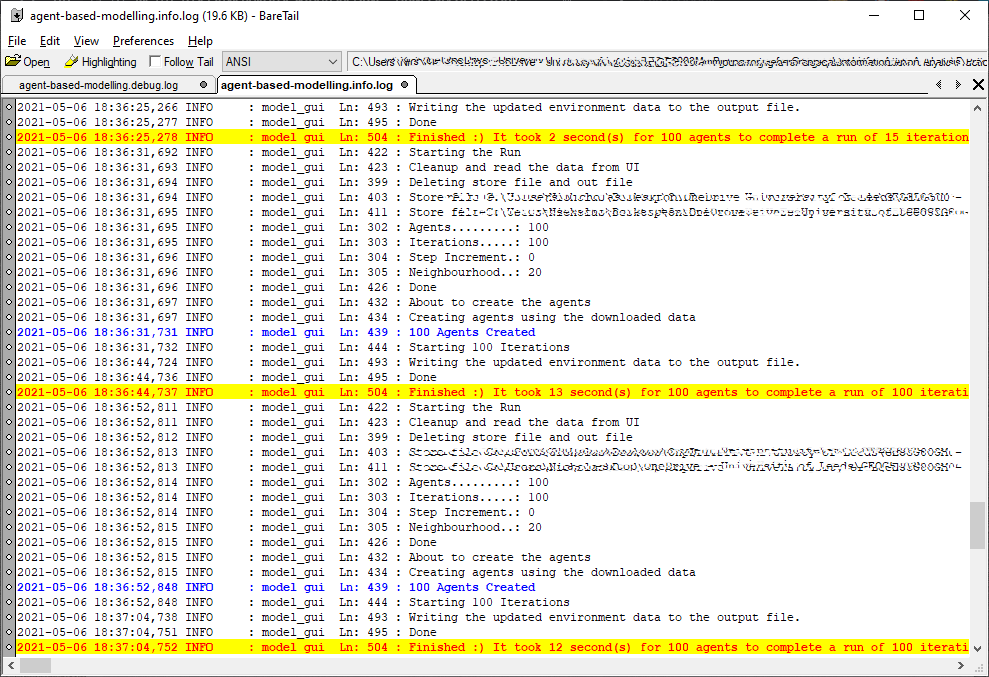 agent-based-modelling.info.log (19.6 KB) - BareTail
File Edit View Preferences Help
Open Highlighting Follow Tail ANSI C:\Users\
agent-based-modelling.debug.log agent-based-modelling.info.log
2021-05-06 18:36:25,266 INFO : model_gui Ln: 493 : Writing the updated environment data to the output file.
2021-05-06 18:36:25,277 INFO : model_gui Ln: 495 : Done
2021-05-06 18:36:25,278 INFO : model_gui Ln: 504 : Finished :) It took 2 second(s) for 100 agents to complete a run of 15 iteration
2021-05-06 18:36:31,692 INFO : model_gui Ln: 422 : Starting the Run
2021-05-06 18:36:31,693 INFO : model_gui Ln: 423 : Cleanup and read the data from UI
2021-05-06 18:36:31,694 INFO : model_gui Ln: 399 : Deleting store file and out file
2021-05-06 18:36:31,694 INFO : model_gui Ln: 403 : Store
2021-05-06 18:36:31,695 INFO : model_gui Ln: 411 : Store
2021-05-06 18:36:31,695 INFO : model_gui Ln: 302 : Agents.........: 100
2021-05-06 18:36:31,695 INFO : model_gui Ln: 303 : Iterations.....: 100
2021-05-06 18:36:31,696 INFO : model_gui Ln: 304 : Step Increment.: 0
2021-05-06 18:36:31,696 INFO : model_gui Ln: 305 : Neighbourhood..: 20
2021-05-06 18:36:31,696 INFO : model_gui Ln: 426 : Done
2021-05-06 18:36:31,697 INFO : model_gui Ln: 432 : About to create the agents
2021-05-06 18:36:31,697 INFO : model_gui Ln: 434 : Creating agents using the downloaded data
2021-05-06 18:36:31,731 INFO : model_gui Ln: 439 : 100 Agents Created
2021-05-06 18:36:31,732 INFO : model_gui Ln: 444 : Starting 100 Iterations
2021-05-06 18:36:44,724 INFO : model_gui Ln: 493 : Writing the updated environment data to the output file.
2021-05-06 18:36:44,736 INFO : model_gui Ln: 495 : Done
2021-05-06 18:36:44,737 INFO : model_gui Ln: 504 : Finished :) It took 13 second(s) for 100 agents to complete a run of 100 iterati
2021-05-06 18:36:52,811 INFO : model_gui Ln: 422 : Starting the Run
2021-05-06 18:36:52,811 INFO : model_gui Ln: 423 : Cleanup and read the data from UI
2021-05-06 18:36:52,812 INFO : model_gui Ln: 399 : Deleting store file and out file
2021-05-06 18:36:52,813 INFO : model_gui Ln: 403 :
2021-05-06 18:36:52,813 INFO : model_gui Ln: 411 :
2021-05-06 18:36:52,814 INFO : model_gui Ln: 302 : Agents.........: 100
2021-05-06 18:36:52,814 INFO : model_gui Ln: 303 : Iterations.....: 100
2021-05-06 18:36:52,814 INFO : model_gui Ln: 304 : Step Increment.: 0
2021-05-06 18:36:52,815 INFO : model_gui Ln: 305 : Neighbourhood..: 20
2021-05-06 18:36:52,815 INFO : model_gui Ln: 426 : Done
2021-05-06 18:36:52,815 INFO : model_gui Ln: 432 : About to create the agents
2021-05-06 18:36:52,815 INFO : model_gui Ln: 434 : Creating agents using the downloaded data
2021-05-06 18:36:52,848 INFO : model_gui Ln: 439 : 100 Agents Created
2021-05-06 18:36:52,848 INFO : model_gui Ln: 444 : Starting 100 Iterations
2021-05-06 18:37:04,738 INFO : model_gui Ln: 493 : Writing the updated environment data to the output file.
2021-05-06 18:37:04,751 INFO : model_gui Ln: 495 : Done
2021-05-06 18:37:04,752 INFO : model_gui Ln: 504 : Finished :) It took 12 second(s) for 100 agents to complete a run of 100 iterati